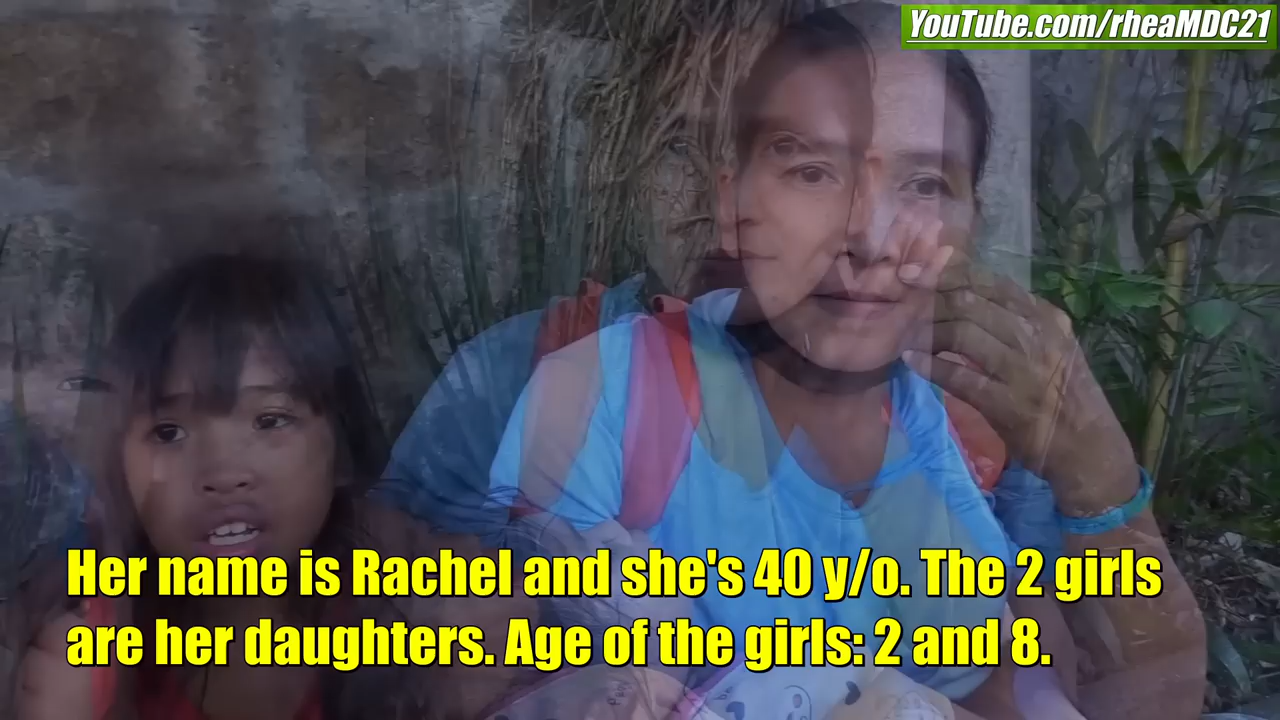 YouTube.com/rheaMDC21
Her name is Rachel and she's 40 y/o. The 2 girls
are her daughters. Age of the girls: 2 and 8.